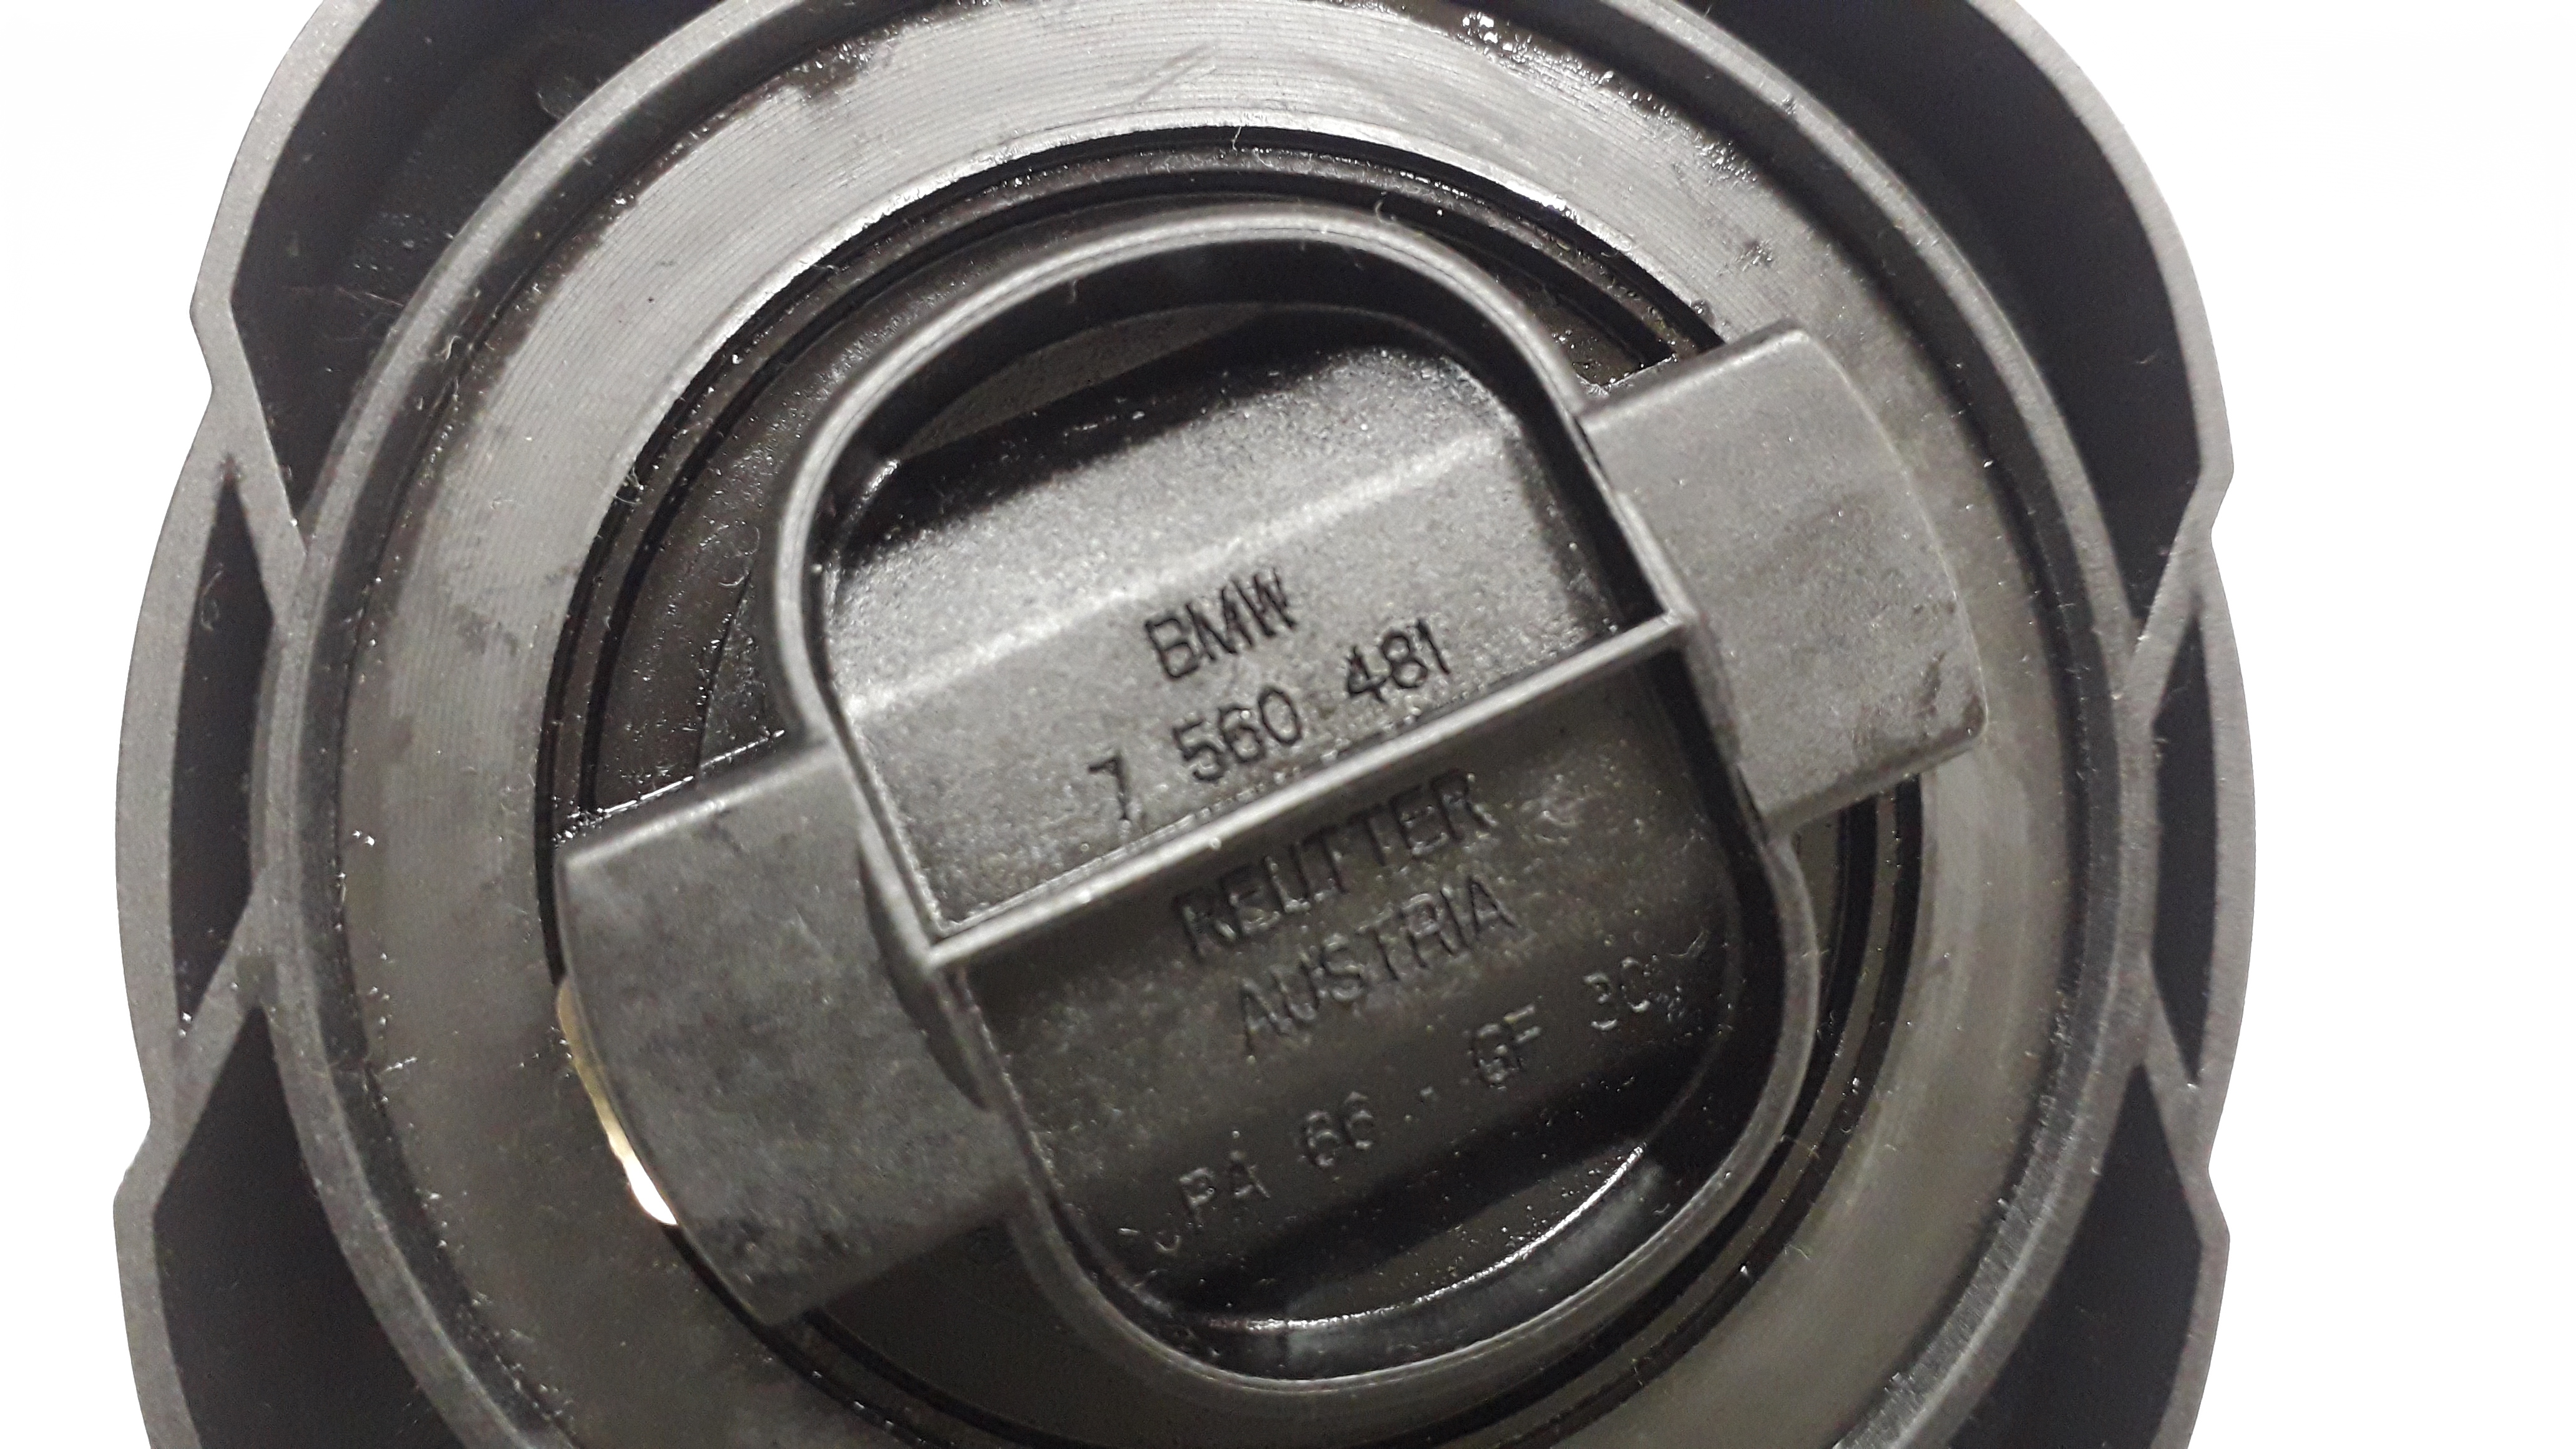 BMW
7 560 481
REUTTER
AUSTRIA
PA 66 - GF 30